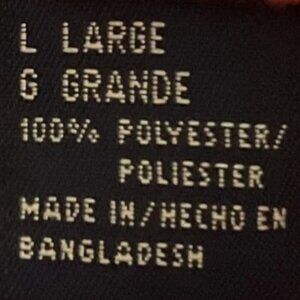 L LARGE
G GRANDE
100% POLYESTER/
POLIESTER
MADE IN/HECHO EN
BANGLADESH